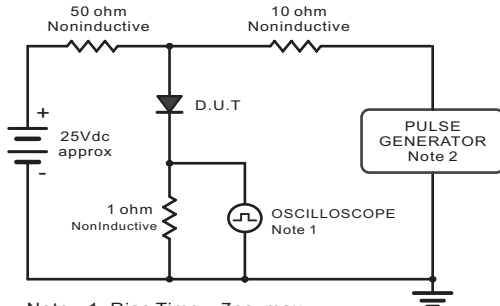 50 ohm
Noninductive
10 ohm
Noninductive
D.U.T
+
25Vdc
approx
-
PULSE
GENERATOR
Note 2
1 ohm
NonInductive
OSCILLOSCOPE
Note 1